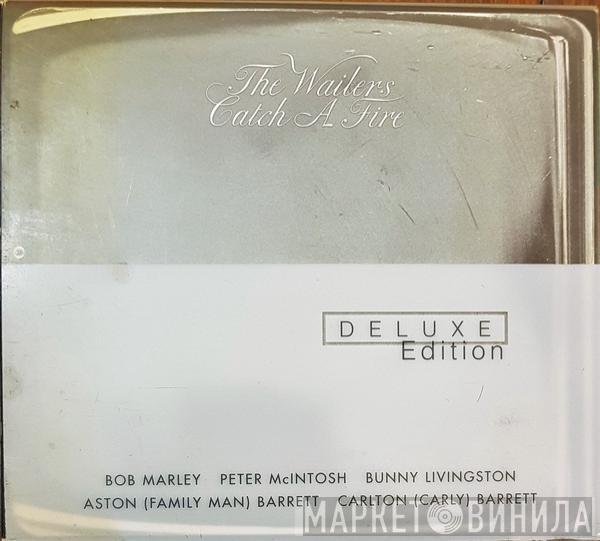 The Wailers
Catch A Fire
DELUXE
Edition
BOB MARLEY PETER McINTOSH BUNNY LIVINGSTON
ASTON (FAMILY MAN) BARRETT CARLTON (CARLY) BARRETT
МАРКЕТ ВИНИЛА